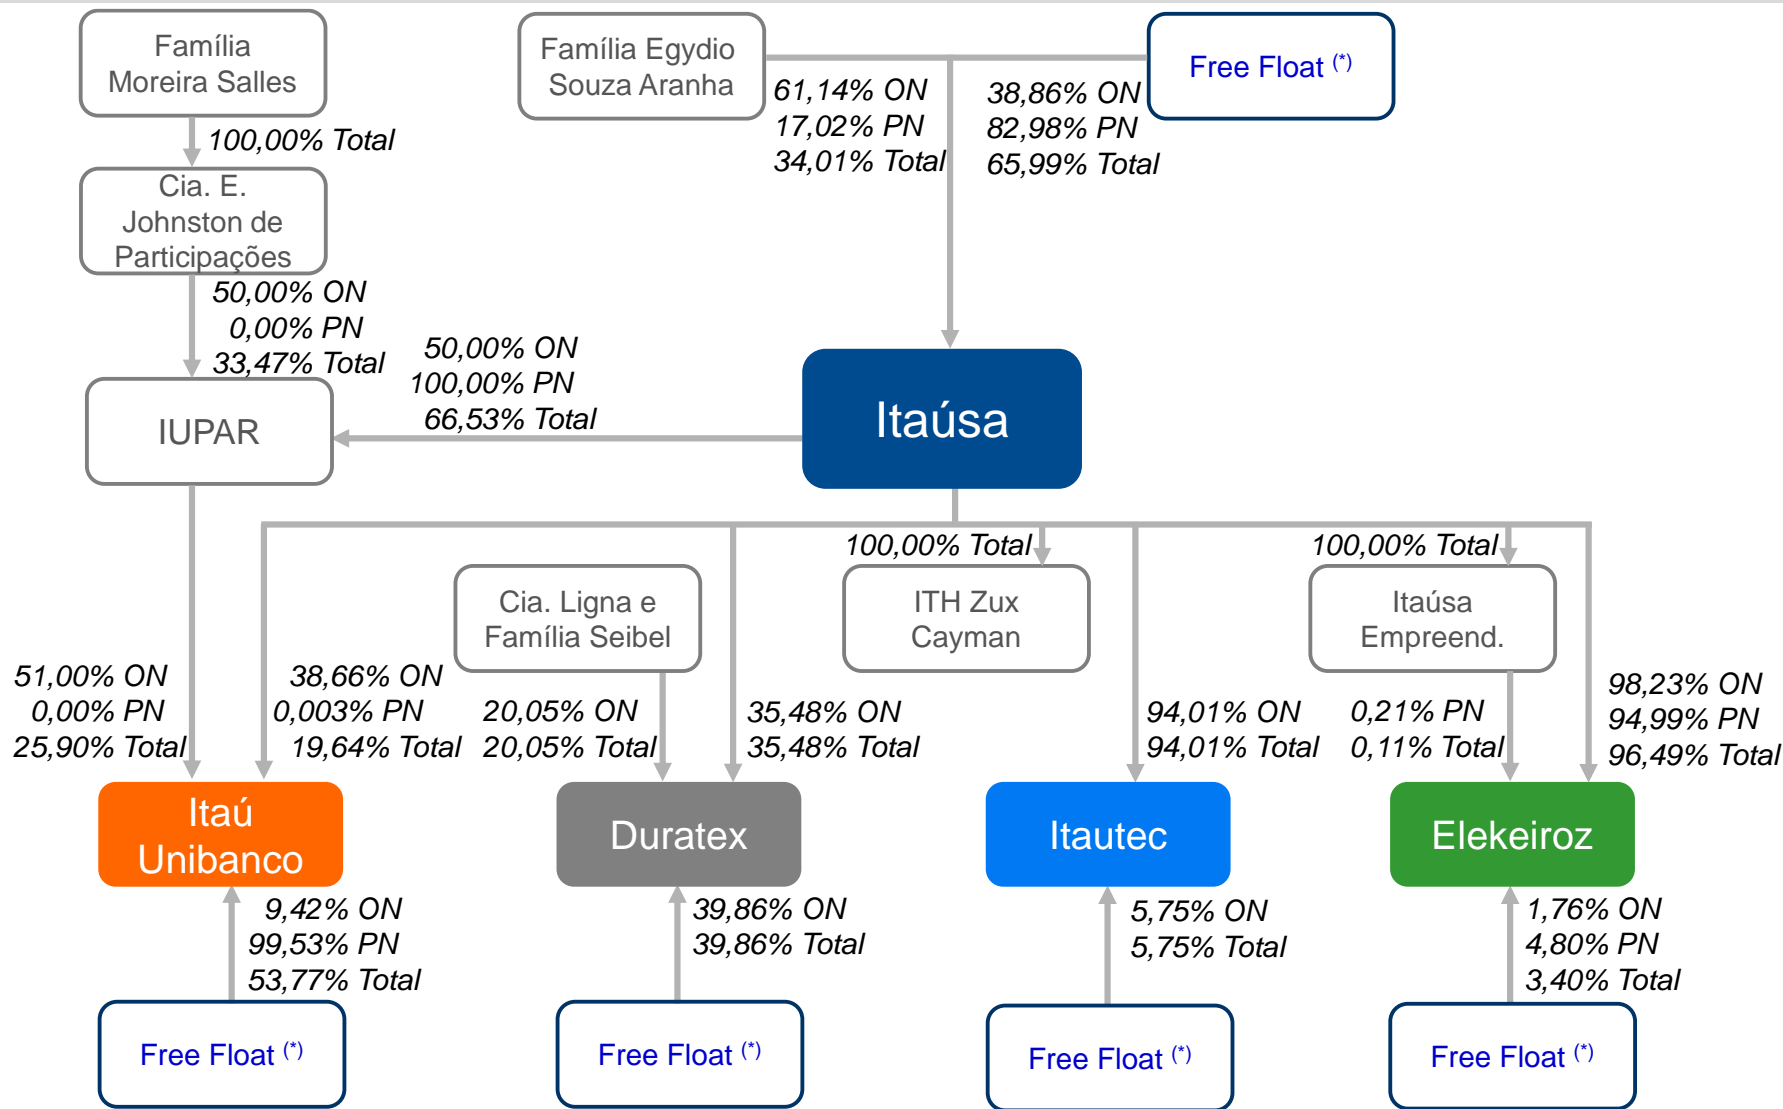 Família
Moreira Salles
Família Egydio
Souza Aranha
Free Float (*)
61,14% ON
17,02% PN
34,01% Total
38,86% ON
82,98% PN
65,99% Total
100,00% Total
Cia. E.
Johnston de
Participações
50,00% ON
0,00% PN
33,47% Total
50,00% ON
100,00% PN
66,53% Total
IUPAR
Itaúsa
100,00% Total
100,00% Total
Cia. Ligna e
Família Seibel
ITH Zux
Cayman
Itaúsa
Empreend.
51,00% ON
0,00% PN
25,90% Total
38,66% ON
0,003% PN
19,64% Total
20,05% ON
20,05% Total
35,48% ON
35,48% Total
94,01% ON
94,01% Total
0,21% PN
0,11% Total
98,23% ON
94,99% PN
96,49% Total
Itaú
Unibanco
Duratex
Itautec
Elekeiroz
9,42% ON
99,53% PN
53,77% Total
39,86% ON
39,86% Total
5,75% ON
5,75% Total
1,76% ON
4,80% PN
3,40% Total
Free Float (*)
Free Float (*)
Free Float (*)
Free Float (*)